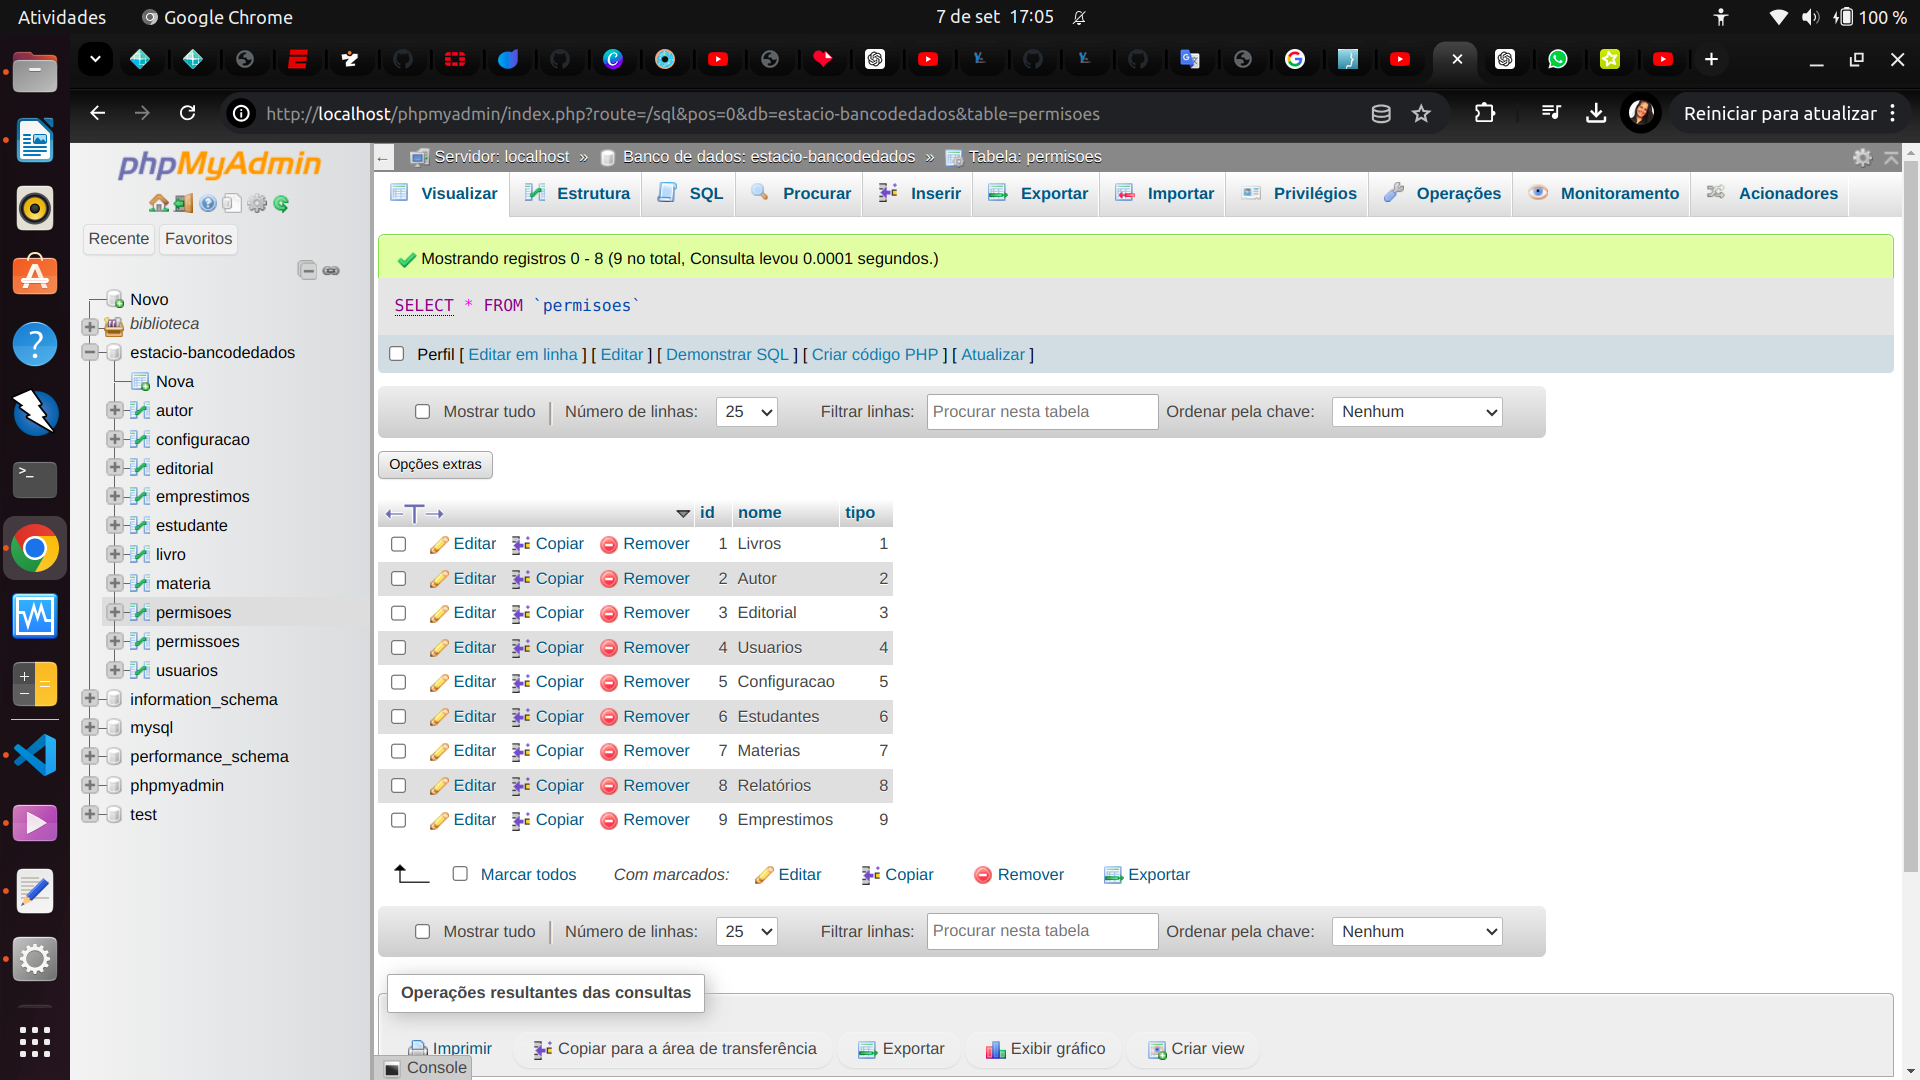 Atividades
Google Chrome
7 de set 17:05
100 %
http://localhost/phpmyadmin/index.php?route=/sql&pos=0&db=estacio-bancodedados&table=permisoes
Reiniciar para atualizar
phpMyAdmin
Recente
Favoritos
Novo
biblioteca
estacio-bancodedados
Nova
autor
configuracao
editorial
emprestimos
estudante
livro
materia
permisoes
permissoes
usuarios
information_schema
mysql
performance_schema
phpmyadmin
test
Servidor: localhost » Banco de dados: estacio-bancodedados » Tabela: permisoes
Visualizar Estrutura SQL Procurar Inserir Exportar Importar Privilégios Operações Monitoramento Acionadores
Mostrando registros 0 - 8 (9 no total, Consulta levou 0.0001 segundos.)
SELECT * FROM `permisoes`
Perfil [ Editar em linha ] [ Editar ] [ Demonstrar SQL ] [ Criar código PHP ] [ Atualizar ]
Mostrar tudo Número de linhas: 25 Filtrar linhas: Procurar nesta tabela Ordenar pela chave: Nenhum
Opções extras
id nome tipo
Editar Copiar Remover 1 Livros 1
Editar Copiar Remover 2 Autor 2
Editar Copiar Remover 3 Editorial 3
Editar Copiar Remover 4 Usuarios 4
Editar Copiar Remover 5 Configuracao 5
Editar Copiar Remover 6 Estudantes 6
Editar Copiar Remover 7 Materias 7
Editar Copiar Remover 8 Relatórios 8
Editar Copiar Remover 9 Emprestimos 9
Marcar todos Com marcados: Editar Copiar Remover Exportar
Mostrar tudo Número de linhas: 25 Filtrar linhas: Procurar nesta tabela Ordenar pela chave: Nenhum
Operações resultantes das consultas
Imprimir Copiar para a área de transferência Exportar Exibir gráfico Criar view
Console